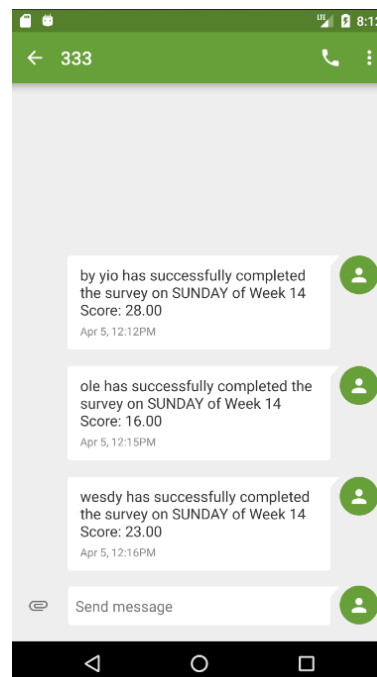 LTE 8:12
333
by yio has successfully completed
the survey on SUNDAY of Week 14
Score: 28.00
Apr 5, 12:12PM
ole has successfully completed the
survey on SUNDAY of Week 14
Score: 16.00
Apr 5, 12:15PM
wesdy has successfully completed
the survey on SUNDAY of Week 14
Score: 23.00
Apr 5, 12:16PM
Send message